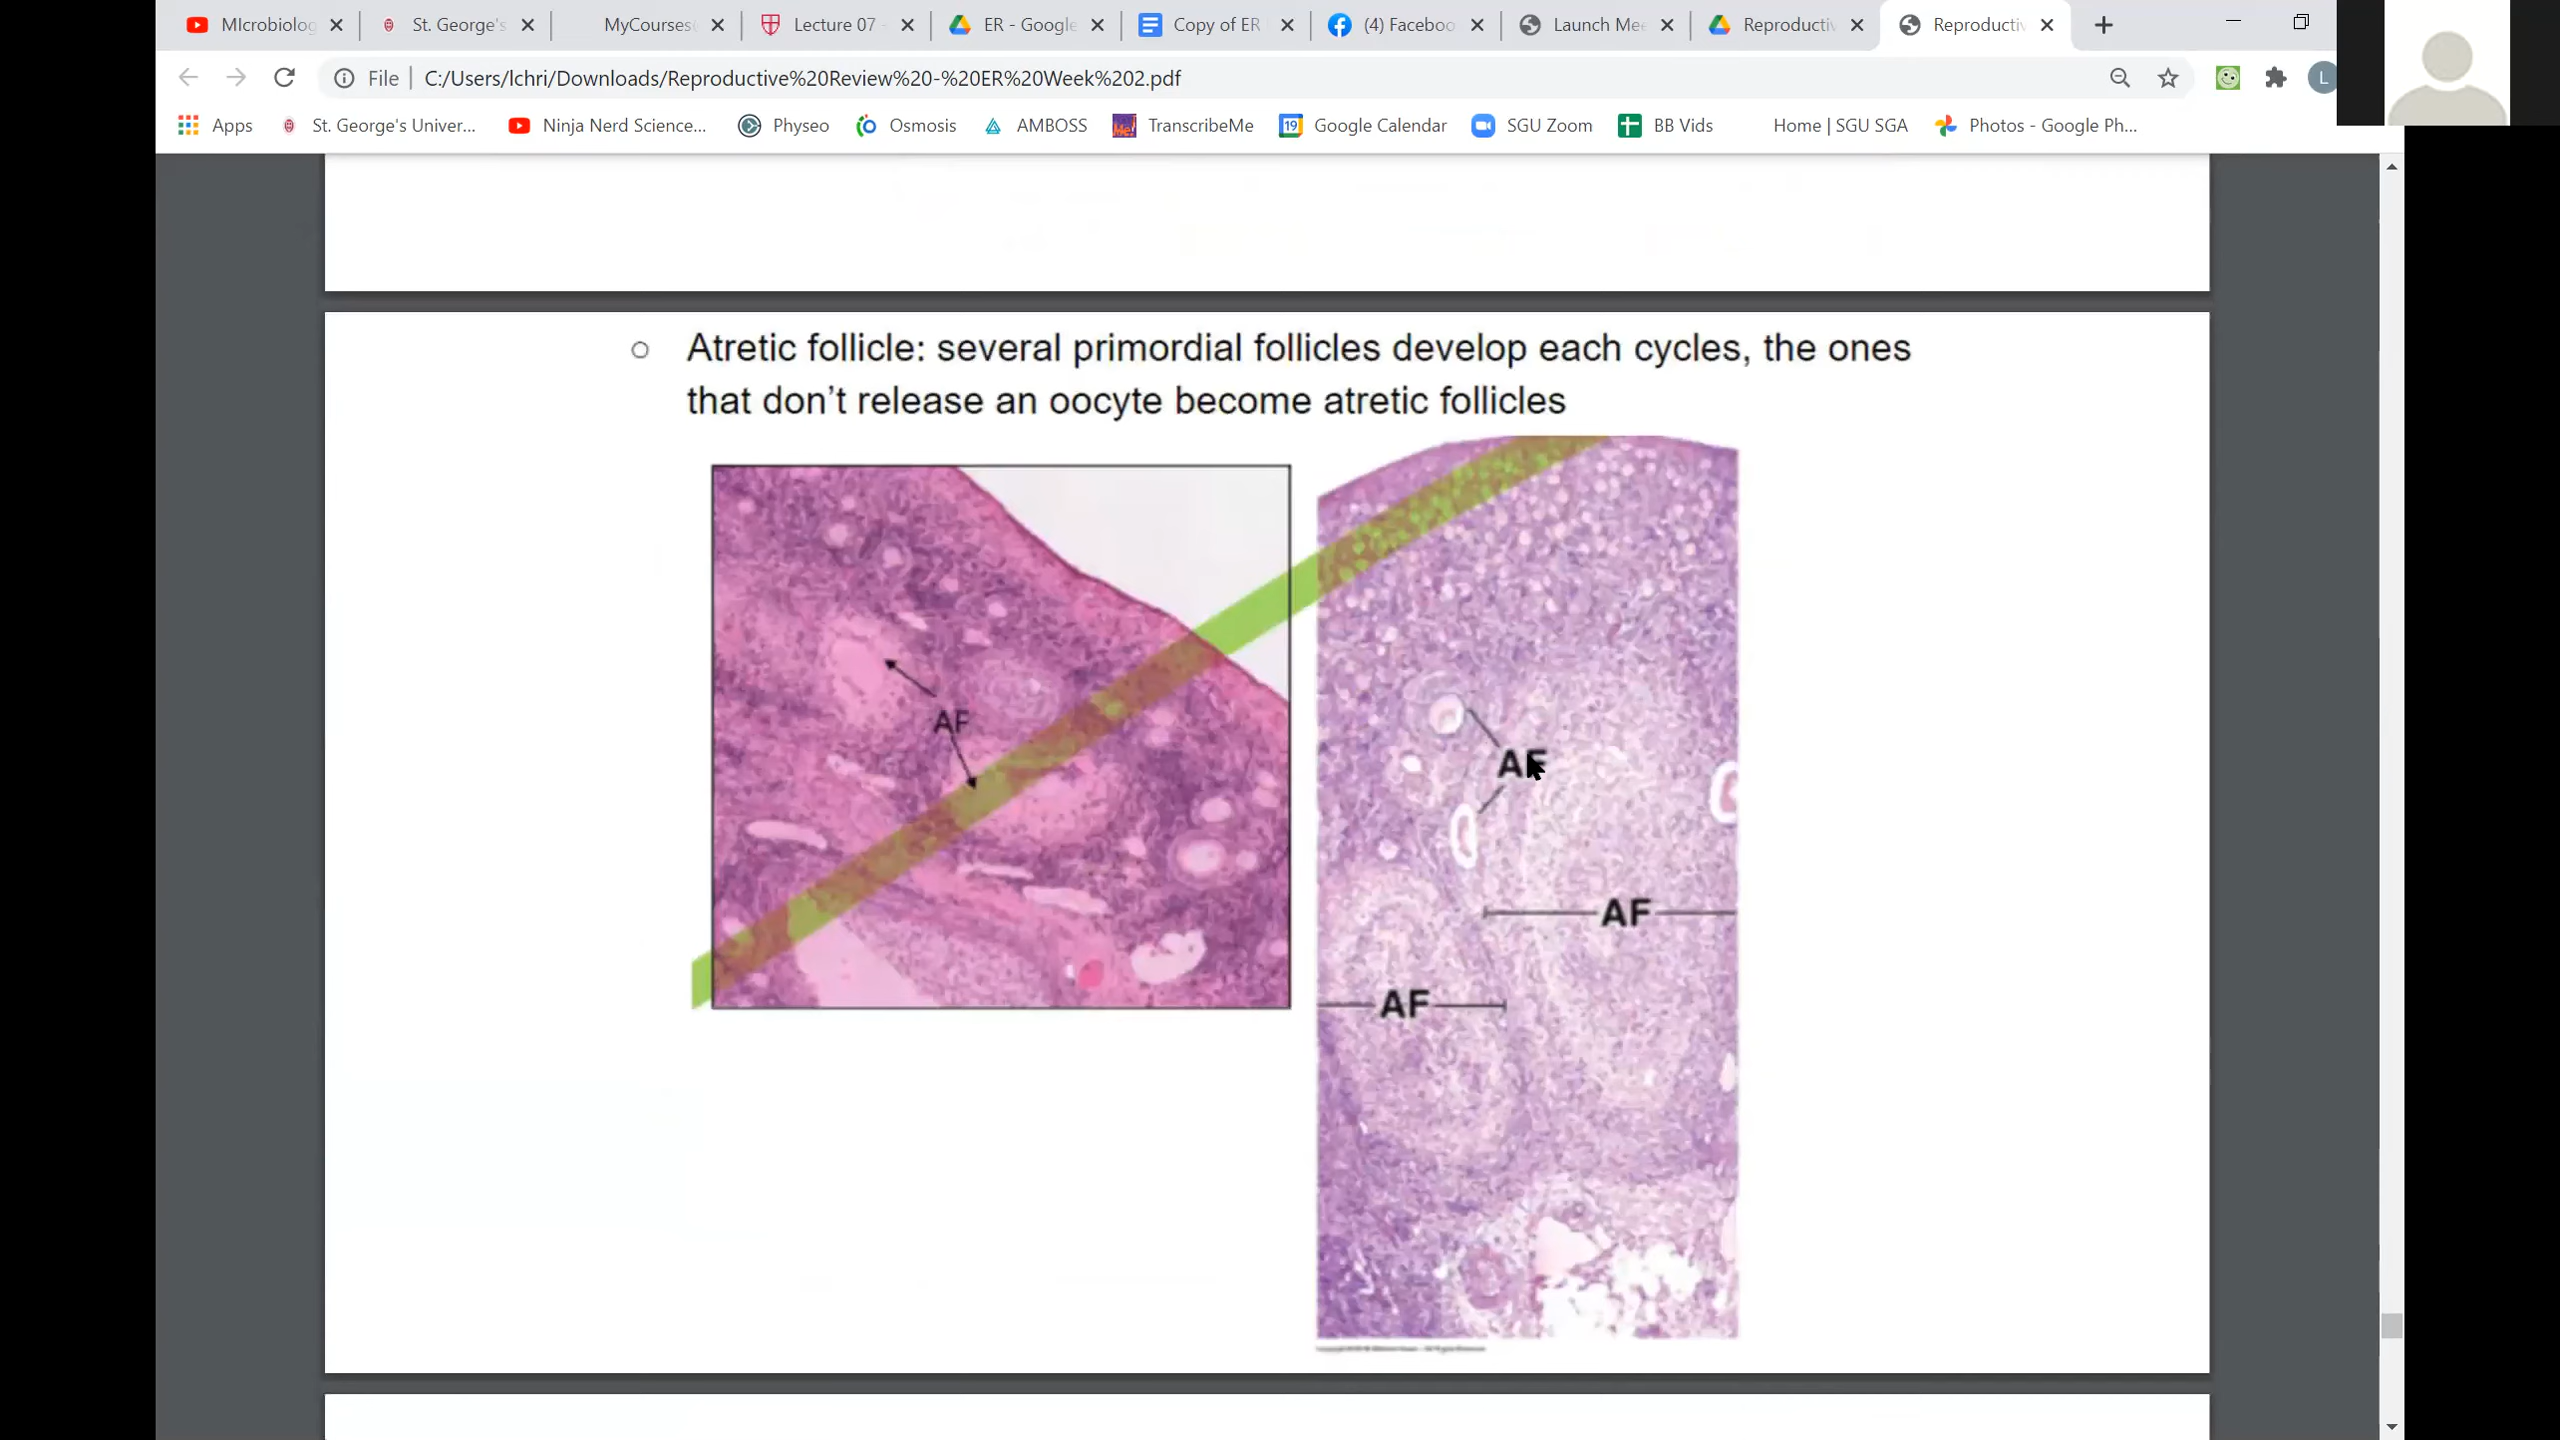 MIcrobiolog
St. George's
MyCourses
Lecture 07
ER - Google
Copy of ER
(4) Faceboo
Launch Mee
Reproductiv
Reproductiv
File
C:/Users/lchri/Downloads/Reproductive%20Review%20-%20ER%20Week%202.pdf
L
Apps
St. George's Univer...
Ninja Nerd Science...
Physeo
Osmosis
AMBOSS
TranscribeMe
19
Google Calendar
SGU Zoom
BB Vids
Home | SGU SGA
Photos - Google Ph...
Atretic follicle: several primordial follicles develop each cycles, the ones
that don't release an oocyte become atretic follicles
AF
AF
AF
AF